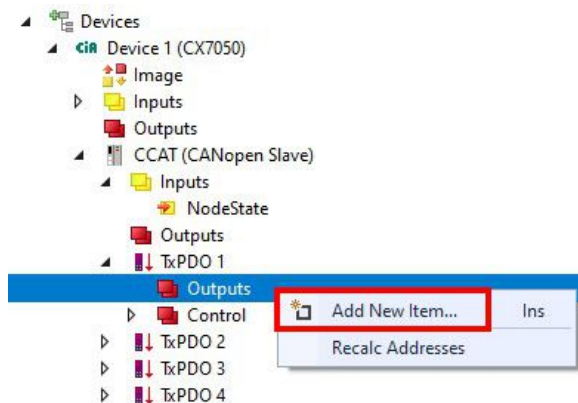 Devices
CiA Device 1 (CX7050)
Image
Inputs
Outputs
CCAT (CANopen Slave)
Inputs
NodeState
Outputs
TxPDO 1
Outputs
Add New Item... Ins
Control
Recalc Addresses
TxPDO 2
TxPDO 3
TxPDO 4